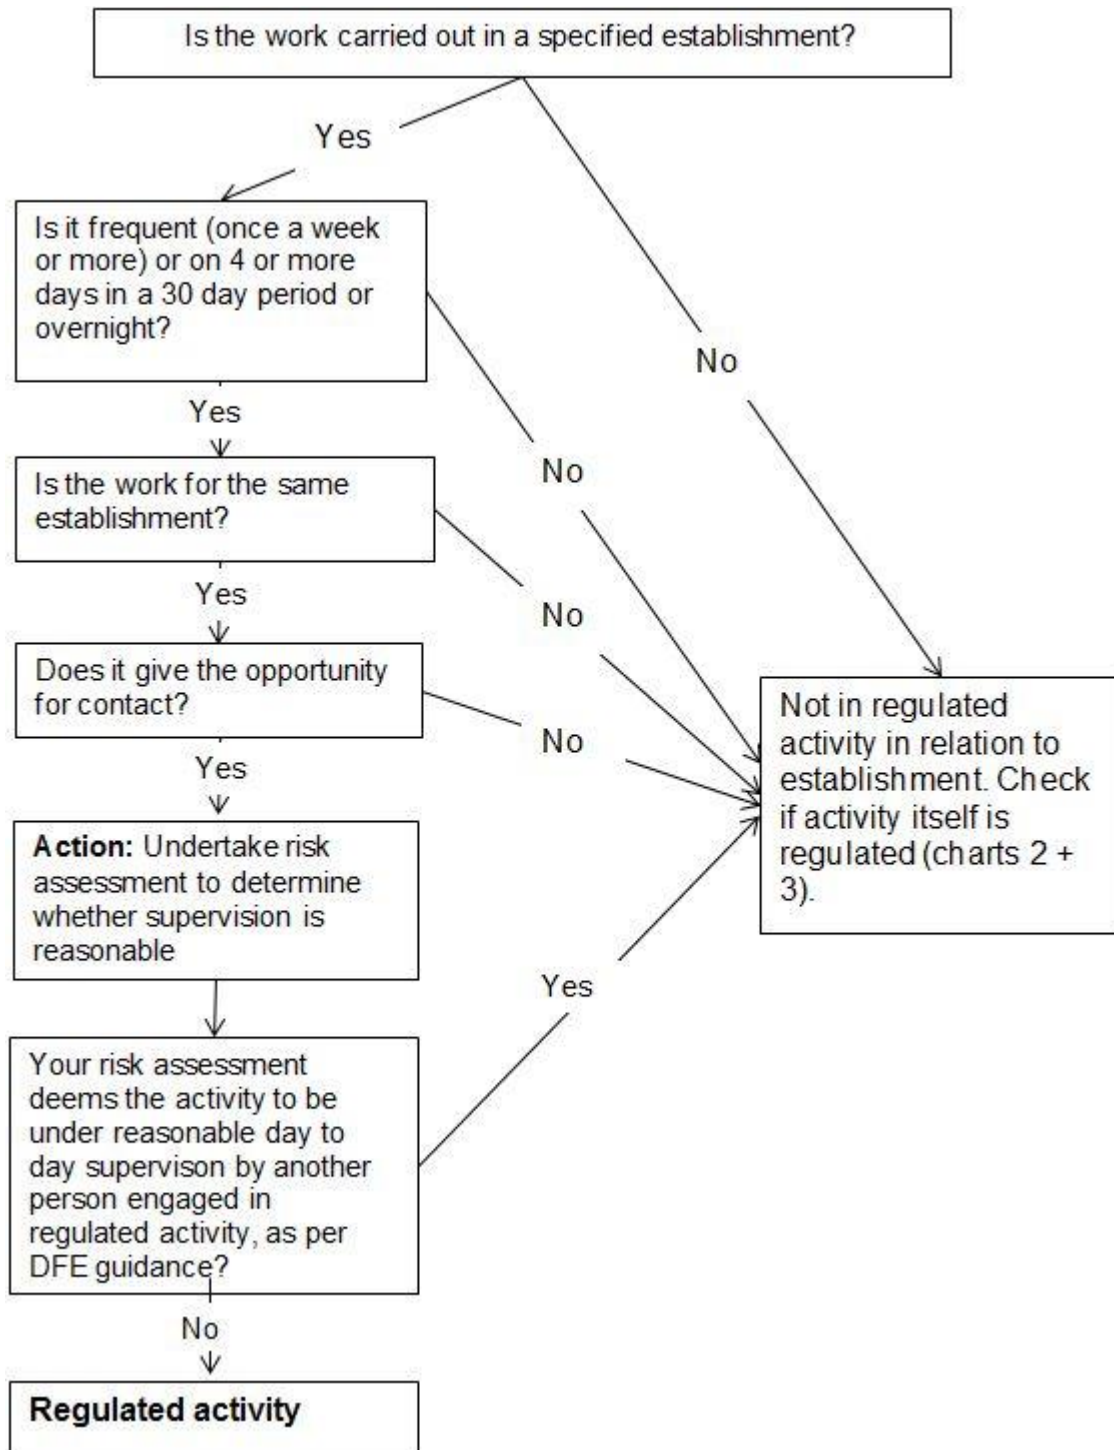 Is the work carried out in a specified establishment?
Yes
Is it frequent (once a week
or more) or on 4 or more
days in a 30 day period or
overnight?
No
Yes
No
Is the work for the same
establishment?
Yes
No
Does it give the opportunity
for contact?
Not in regulated
activity in relation to
establishment. Check
if activity itself is
regulated (charts 2 +
3).
No
Yes
Action: Undertake risk
assessment to determine
whether supervision is
reasonable
Yes
Your risk assessment
deems the activity to be
under reasonable day to
day supervison by another
person engaged in
regulated activity, as per
DFE guidance?
No
Regulated activity